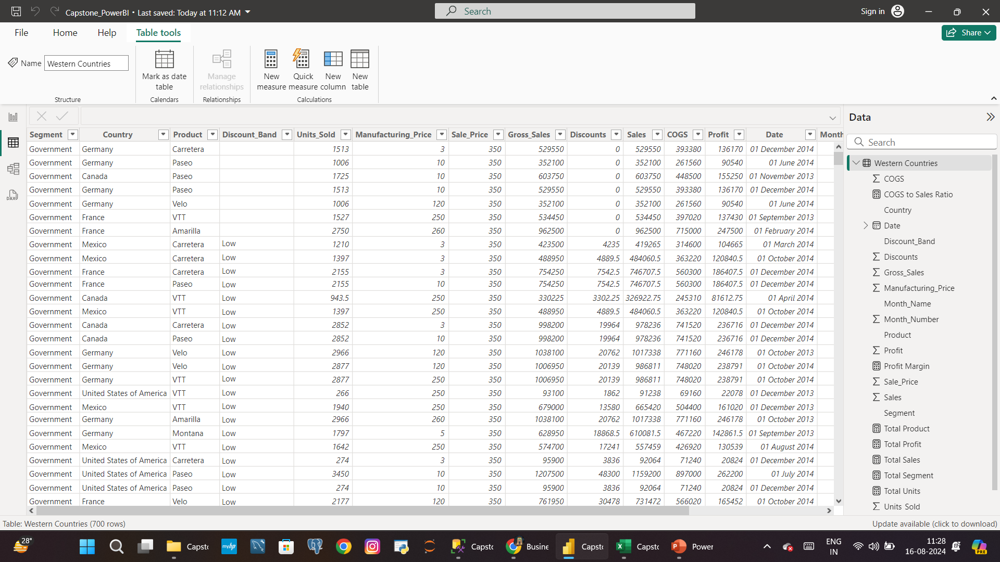 Capstone_PowerBI • Last saved: Today at 11:12 AM
Search
Sign in
File Home Help Table tools
Share
Name Western Countries
Mark as date table
Manage relationships
New measure
Quick measure
New column
New table
Structure Calendars Relationships Calculations
Segment Country Product Discount_Band Units_Sold Manufacturing_Price Sale_Price Gross_Sales Discounts Sales COGS Profit Date Month
Government Germany Carretera 1513 3 350 529550 0 529550 393380 136170 01 December 2014
Government Germany Paseo 1006 10 350 352100 0 352100 261560 90540 01 June 2014
Government Canada Paseo 1725 10 350 603750 0 603750 448500 155250 01 November 2013
Government Germany Paseo 1513 10 350 529550 0 529550 393380 136170 01 December 2014
Government Germany Velo 1006 120 350 352100 0 352100 261560 90540 01 June 2014
Government France VTT 1527 250 350 534450 0 534450 397020 137430 01 September 2013
Government France Amarilla 2750 260 350 962500 0 962500 715000 247500 01 February 2014
Government Mexico Carretera Low 1210 3 350 423500 4235 419265 314600 104665 01 March 2014
Government Mexico Carretera Low 1397 3 350 488950 4889.5 484060.5 363220 120840.5 01 October 2014
Government France Carretera Low 2155 3 350 754250 7542.5 746707.5 560300 186407.5 01 December 2014
Government France Paseo Low 2155 10 350 754250 7542.5 746707.5 560300 186407.5 01 December 2014
Government Canada VTT Low 943.5 250 350 330225 3302.25 326922.75 245310 81612.75 01 April 2014
Government Mexico VTT Low 1397 250 350 488950 4889.5 484060.5 363220 120840.5 01 October 2014
Government Canada Carretera Low 2852 3 350 998200 19964 978236 741520 236716 01 December 2014
Government Canada Paseo Low 2852 10 350 998200 19964 978236 741520 236716 01 December 2014
Government Germany Velo Low 2966 120 350 1038100 20762 1017338 771160 246178 01 October 2013
Government Germany Velo Low 2877 120 350 1006950 20139 986811 748020 238791 01 October 2014
Government Germany VTT Low 2877 250 350 1006950 20139 986811 748020 238791 01 October 2014
Government United States of America VTT Low 266 250 350 93100 1862 91238 69160 22078 01 December 2013
Government Mexico VTT Low 1940 250 350 679000 13580 665420 504400 161020 01 December 2013
Government Germany Amarilla Low 2966 260 350 1038100 20762 1017338 771160 246178 01 October 2013
Government Germany Montana Low 1797 5 350 628950 18868.5 610081.5 467220 142861.5 01 September 2013
Government Mexico VTT Low 1642 250 350 574700 17241 557459 426920 130539 01 August 2014
Government United States of America Carretera Low 274 3 350 95900 3836 92064 71240 20824 01 December 2014
Government United States of America Paseo Low 3450 10 350 1207500 48300 1159200 897000 262200 01 July 2014
Government United States of America Paseo Low 274 10 350 95900 3836 92064 71240 20824 01 December 2014
Government France Velo Low 2177 120 350 761950 30478 731472 566020 165452 01 October 2014
Data
Search
Western Countries
COGS
COGS to Sales Ratio
Country
Date
Discount_Band
Discounts
Gross_Sales
Manufacturing_Price
Month_Name
Month_Number
Product
Profit
Profit Margin
Sale_Price
Sales
Segment
Total Product
Total Profit
Total Sales
Total Segment
Total Units
Units Sold
DAX
Table: Western Countries (700 rows)
Update available (click to download)
28°
Capsto
myhp
Capsto
Busine
Capsto
Capsto
Power
ENG
IN
11:28
16-08-2024
PRE